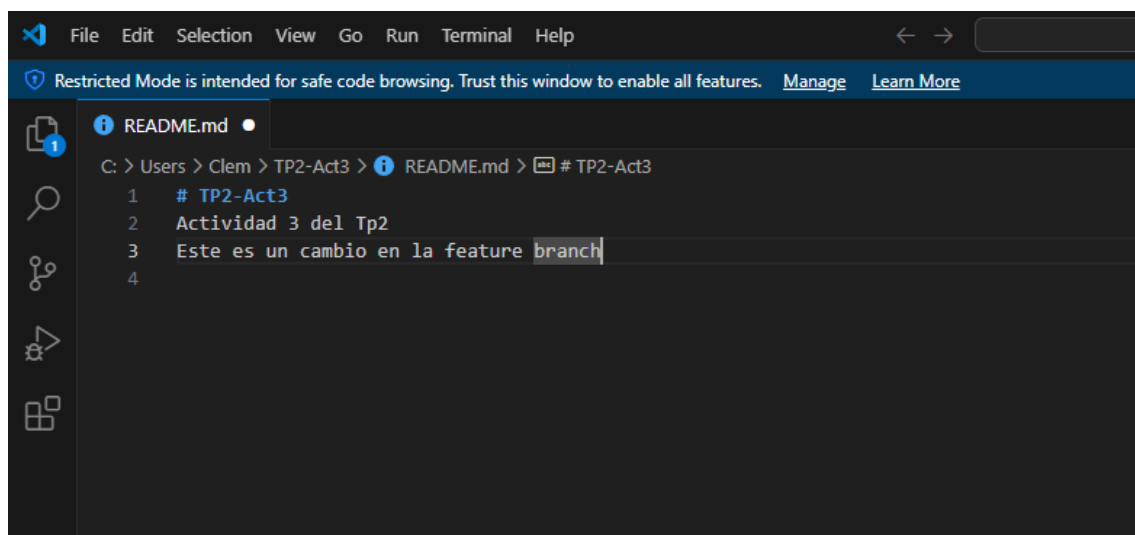 File Edit Selection View Go Run Terminal Help
Restricted Mode is intended for safe code browsing. Trust this window to enable all features. Manage Learn More
README.md
C: > Users > Clem > TP2-Act3 > README.md > # TP2-Act3
1 # TP2-Act3
2 Actividad 3 del Tp2
3 Este es un cambio en la feature branch
4
1